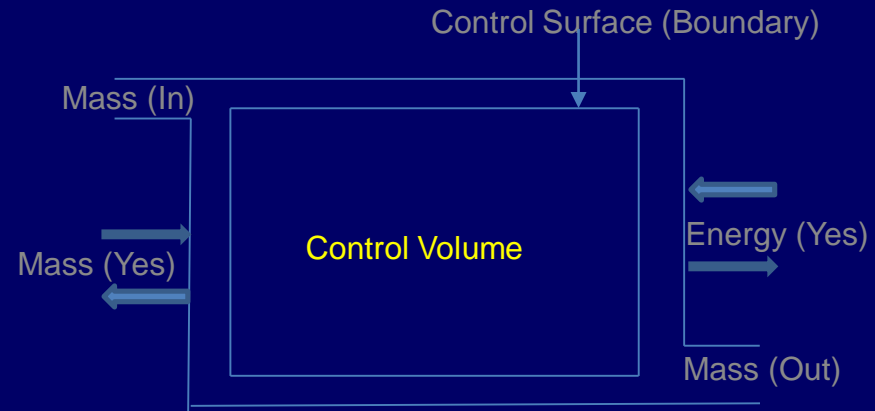 Control Surface (Boundary)
Mass (In)
Control Volume
Energy (Yes)
Mass (Yes)
Mass (Out)